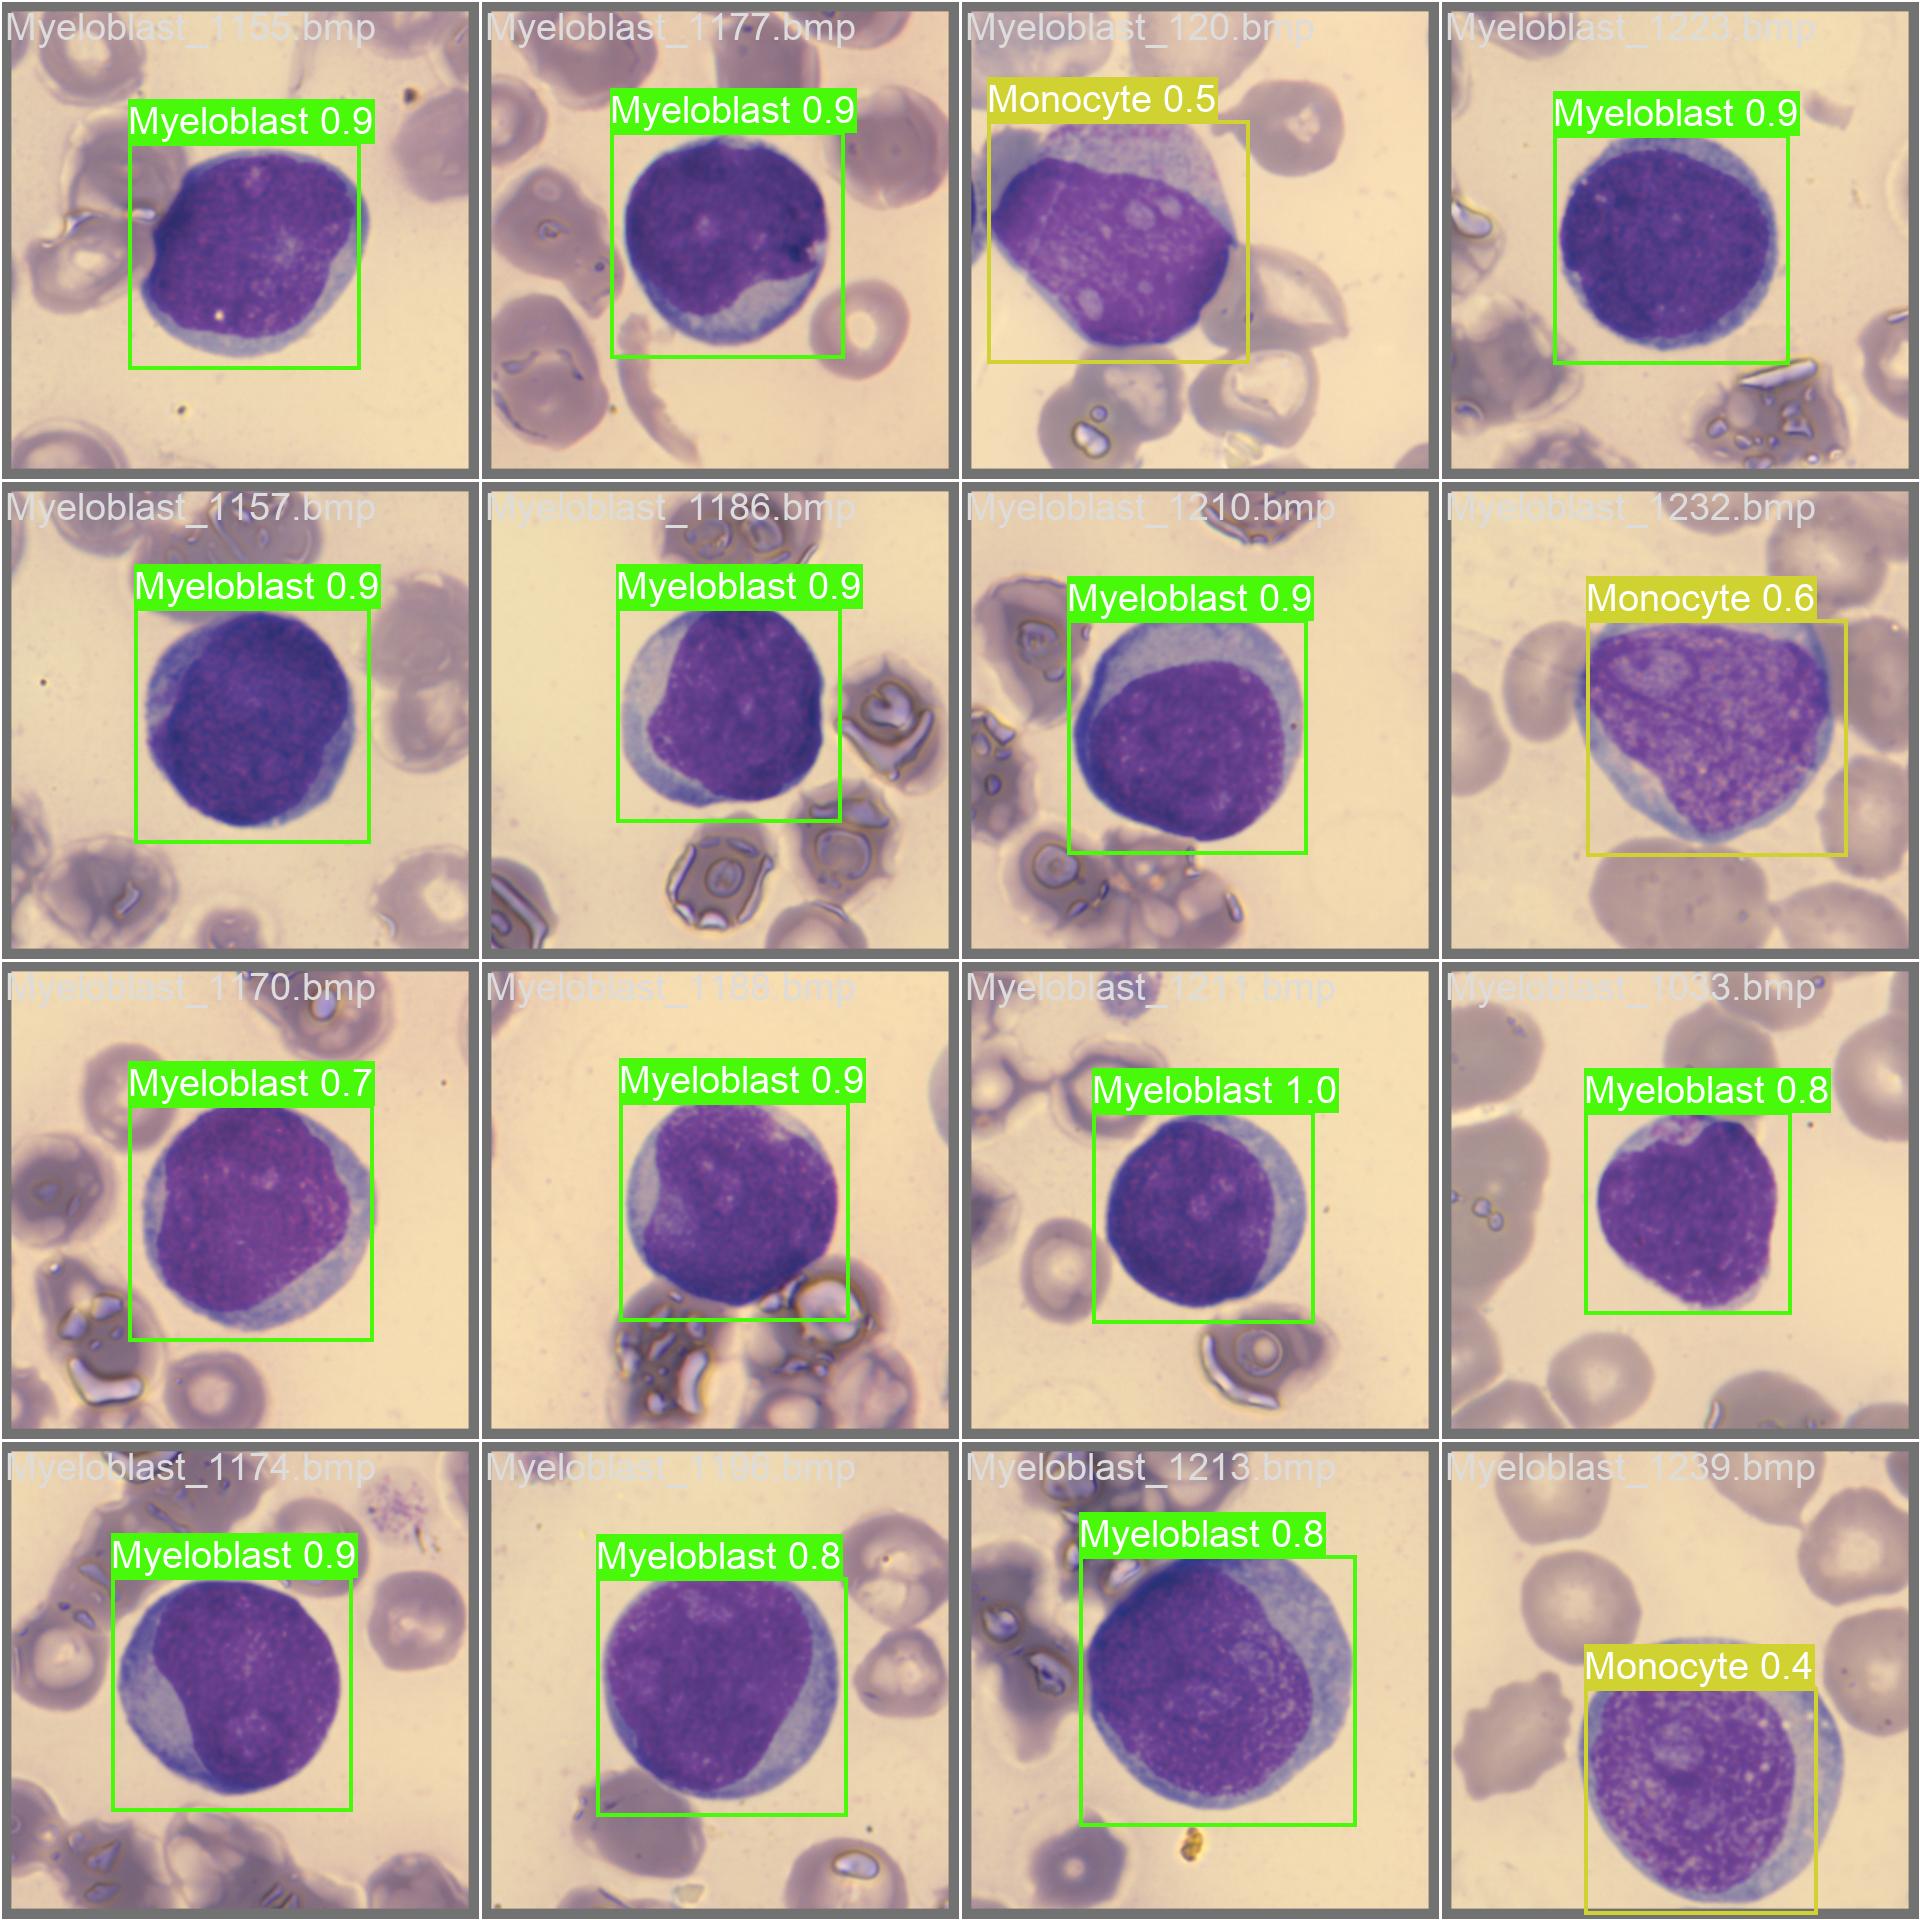 Myeloblast_1155.bmp
Myeloblast 0.9
Myeloblast_1177.bmp
Myeloblast 0.9
Myeloblast_120.bmp
Monocyte 0.5
Myeloblast_1223.bmp
Myeloblast 0.9
Myeloblast_1157.bmp
Myeloblast 0.9
Myeloblast_1186.bmp
Myeloblast 0.9
Myeloblast_1210.bmp
Myeloblast 0.9
Myeloblast_1232.bmp
Monocyte 0.6
Myeloblast_1170.bmp
Myeloblast 0.7
Myeloblast_1188.bmp
Myeloblast 0.9
Myeloblast_1211.bmp
Myeloblast 1.0
Myeloblast_1033.bmp
Myeloblast 0.8
Myeloblast_1174.bmp
Myeloblast 0.9
Myeloblast_1196.bmp
Myeloblast 0.8
Myeloblast_1213.bmp
Myeloblast 0.8
Myeloblast_1239.bmp
Monocyte 0.4